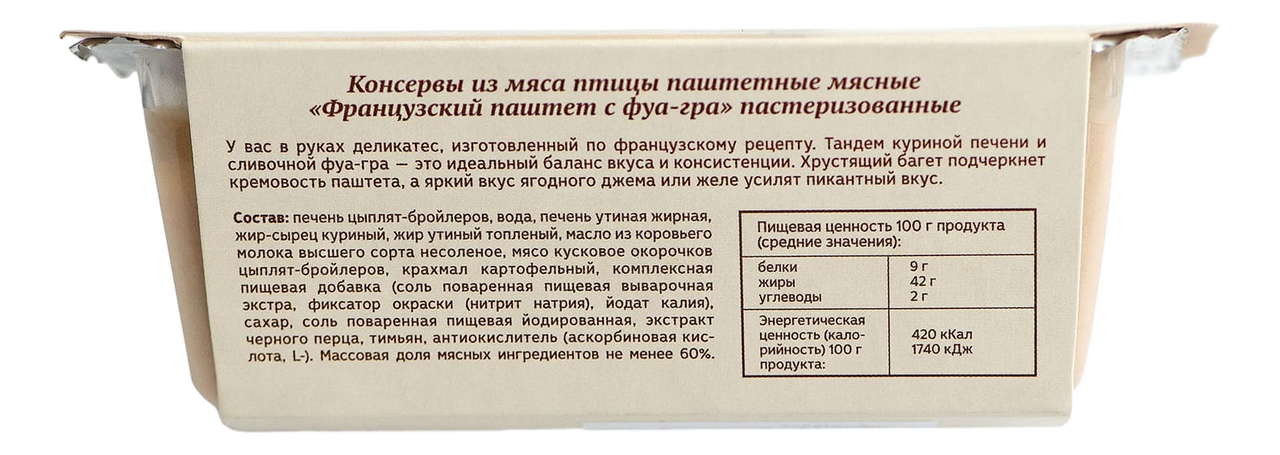 Консервы из мяса птицы паштетные мясные
«Французский паштет с фуа-гра» пастеризованные
У вас в руках деликатес, изготовленный по французскому рецепту. Тандем куриной печени и
сливочной фуа-гра — это идеальный баланс вкуса и консистенции. Хрустящий багет подчеркнет
кремовость паштета, а яркий вкус ягодного джема или желе усилят пикантный вкус.
Состав: печень цыплят-бройлеров, вода, печень утиная жирная,
жир-сырец куриный, жир утиный топленый, масло из коровьего
молока высшего сорта несоленое, мясо кусковое окорочков
цыплят-бройлеров, крахмал картофельный, комплексная
пищевая добавка (соль поваренная пищевая выварочная
экстра, фиксатор окраски (нитрит натрия), йодат калия),
сахар, соль поваренная пищевая йодированная, экстракт
черного перца, тимьян, антиокислитель (аскорбиновая кис-
лота, L-). Массовая доля мясных ингредиентов не менее 60%.
Пищевая ценность 100 г продукта
(средние значения):
белки 9 г
жиры 42 г
углеводы 2 г
Энергетическая
ценность (кало- 420 кКал
рийность) 100 г 1740 кДж
продукта: